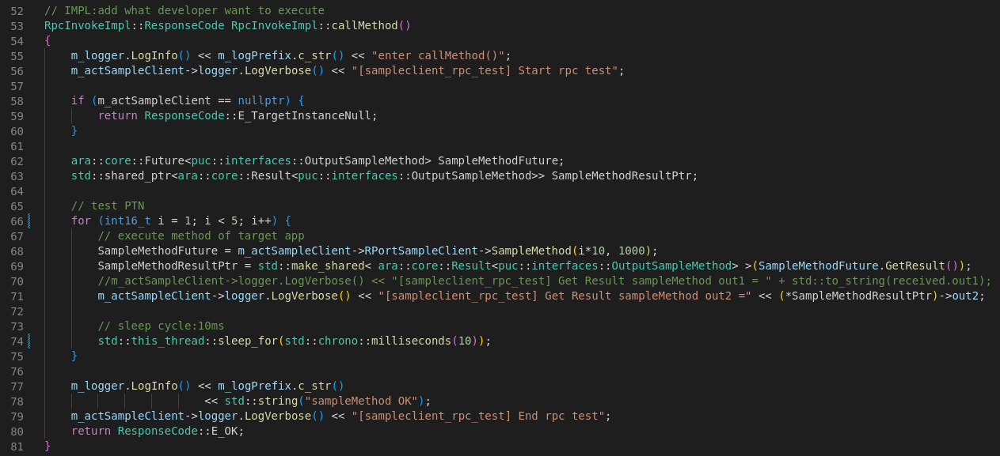 52 // IMPL:add what developer want to execute
53 RpcInvokeImpl::ResponseCode RpcInvokeImpl::callMethod()
54 {
55     m_logger.LogInfo() << m_logPrefix.c_str() << "enter callMethod()";
56     m_actSampleClient->logger.LogVerbose() << "[sampleclient_rpc_test] Start rpc test";
57
58     if (m_actSampleClient == nullptr) {
59         return ResponseCode::E_TargetInstanceNull;
60     }
61
62     ara::core::Future<puc::interfaces::OutputSampleMethod> SampleMethodFuture;
63     std::shared_ptr<ara::core::Result<puc::interfaces::OutputSampleMethod>> SampleMethodResultPtr;
64
65     // test PTN
66     for (int16_t i = 1; i < 5; i++) {
67         // execute method of target app
68         SampleMethodFuture = m_actSampleClient->RPortSampleClient->SampleMethod(i*10, 1000);
69         SampleMethodResultPtr = std::make_shared< ara::core::Result<puc::interfaces::OutputSampleMethod> >(SampleMethodFuture.GetResult());
70         //m_actSampleClient->logger.LogVerbose() << "[sampleclient_rpc_test] Get Result sampleMethod out1 = " + std::to_string(received.out1);
71         m_actSampleClient->logger.LogVerbose() << "[sampleclient_rpc_test] Get Result sampleMethod out2 =" << (*SampleMethodResultPtr)->out2;
72
73         // sleep cycle:10ms
74         std::this_thread::sleep_for(std::chrono::milliseconds(10));
75     }
76
77     m_logger.LogInfo() << m_logPrefix.c_str()
78                         << std::string("sampleMethod OK");
79     m_actSampleClient->logger.LogVerbose() << "[sampleclient_rpc_test] End rpc test";
80     return ResponseCode::E_OK;
81 }